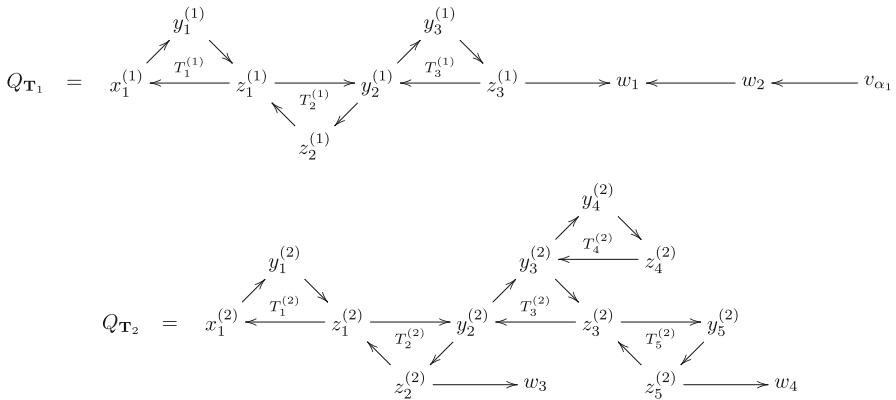 y_1^{(1)} y_3^{(1)}
Q_{T_1} = x_1^{(1)} T_1^{(1)} z_1^{(1)} T_2^{(1)} y_2^{(1)} T_3^{(1)} z_3^{(1)} w_1 w_2 v_{α_1}
z_2^{(1)}
y_4^{(2)}
y_1^{(2)} y_3^{(2)} T_4^{(2)} z_4^{(2)}
Q_{T_2} = x_1^{(2)} T_1^{(2)} z_1^{(2)} T_2^{(2)} y_2^{(2)} T_3^{(2)} z_3^{(2)} T_5^{(2)} y_5^{(2)}
z_2^{(2)} w_3 z_5^{(2)} w_4